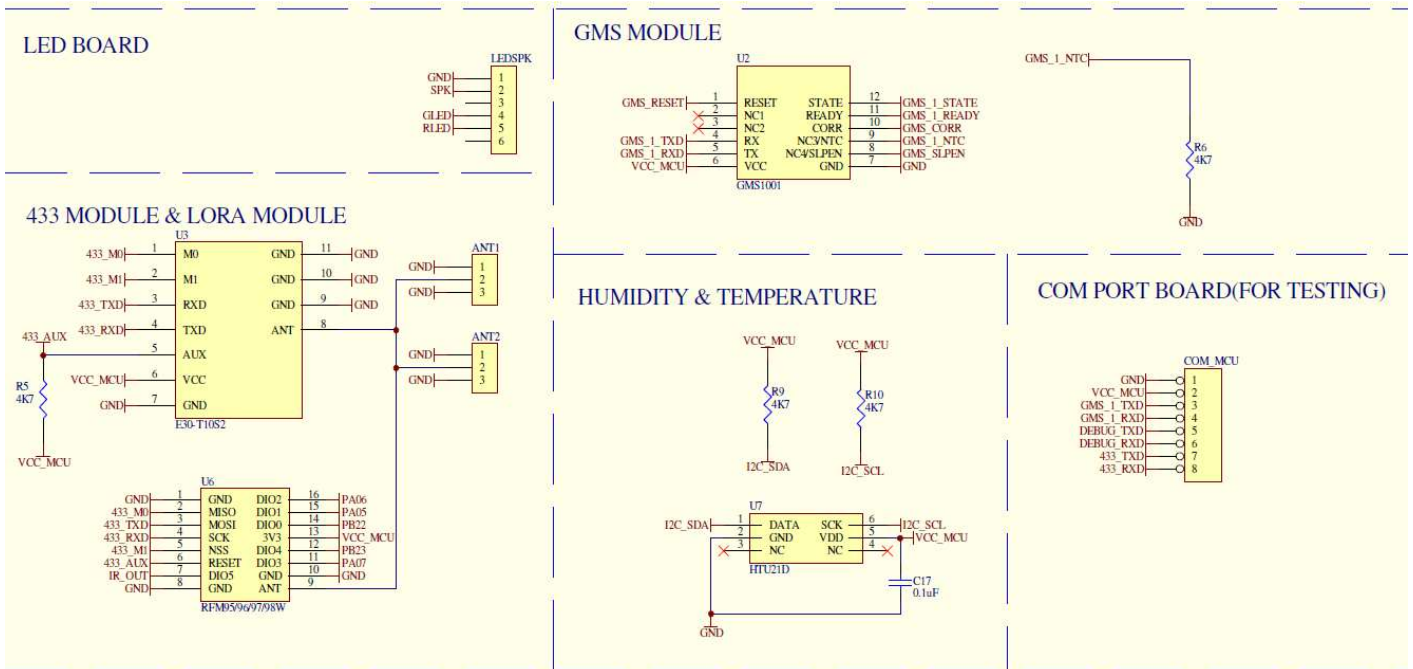 LED BOARD
LEDSPK
GND 1
SPK 2
3
GLED 4
RLED 5
6
GMS MODULE
U2
GMS_RESET 1 RESET STATE 12 GMS_1_STATE
2 NC1 READY 11 GMS_1_READY
3 NC2 CORR 10 GMS_CORR
GMS_1_TXD 4 RX NC3/NTC 9 GMS_1_NTC
GMS_1_RXD 5 TX NC4/SLPEN 8 GMS_SLPEN
VCC_MCU 6 VCC GND 7 GND
GMS1001
GMS_1_NTC
R6
4K7
GND
433 MODULE & LORA MODULE
U3
433_M0 1 M0 GND 11 GND
433_M1 2 M1 GND 10 GND
433_TXD 3 RXD GND 9 GND
433_RXD 4 TXD ANT 8
433_AUX 5 AUX
VCC_MCU 6 VCC
GND 7 GND
E30-T10S2
R5
4K7
VCC_MCU
ANT1
GND 1
2
GND 3
ANT2
GND 1
2
GND 3
U6
GND 1 GND DIO2 16 PA06
433_M0 2 MISO DIO1 15 PA05
433_TXD 3 MOSI DIO0 14 PB22
433_RXD 4 SCK 3V3 13 VCC_MCU
433_M1 5 NSS DIO4 12 PB23
433_AUX 6 RESET DIO3 11 PA07
IR_OUT 7 DIO5 GND 10 GND
GND 8 GND ANT 9
RFM95/96/97/98W
HUMIDITY & TEMPERATURE
VCC_MCU VCC_MCU
R9 R10
4K7 4K7
I2C_SDA I2C_SCL
U7
I2C_SDA 1 DATA SCK 6 I2C_SCL
2 GND VDD 5 VCC_MCU
3 NC NC 4
HTU21D
C17
0.1uF
GND
COM PORT BOARD(FOR TESTING)
COM_MCU
GND 1
VCC_MCU 2
GMS_1_TXD 3
GMS_1_RXD 4
DEBUG_TXD 5
DEBUG_RXD 6
433_TXD 7
433_RXD 8